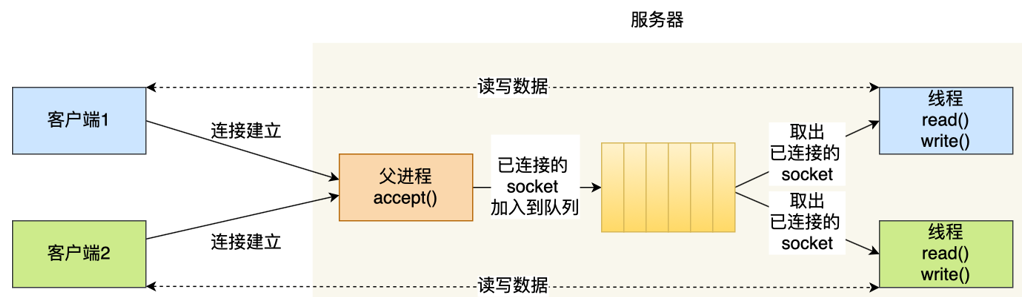 服务器
读写数据
客户端1
连接建立
线程
read()
write()
父进程
accept()
已连接的
socket
加入到队列
取出
已连接的
socket
取出
已连接的
socket
客户端2
连接建立
线程
read()
write()
读写数据